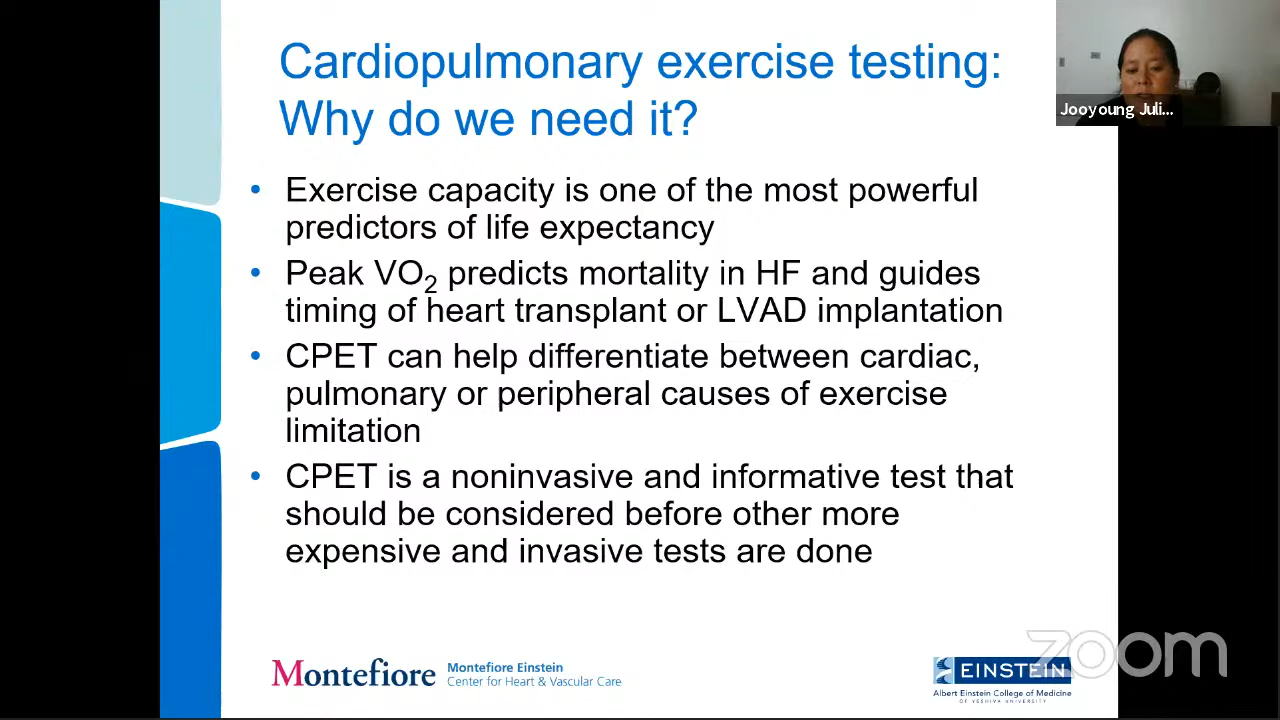 Cardiopulmonary exercise testing:
Why do we need it?
Jooyoung Juli...
• Exercise capacity is one of the most powerful
predictors of life expectancy
• Peak VO₂ predicts mortality in HF and guides
timing of heart transplant or LVAD implantation
• CPET can help differentiate between cardiac,
pulmonary or peripheral causes of exercise
limitation
• CPET is a noninvasive and informative test that
should be considered before other more
expensive and invasive tests are done
Montefiore
Montefiore Einstein
Center for Heart & Vascular Care
EINSTEIN
Albert Einstein College of Medicine
OF YESHIVA UNIVERSITY
zoom